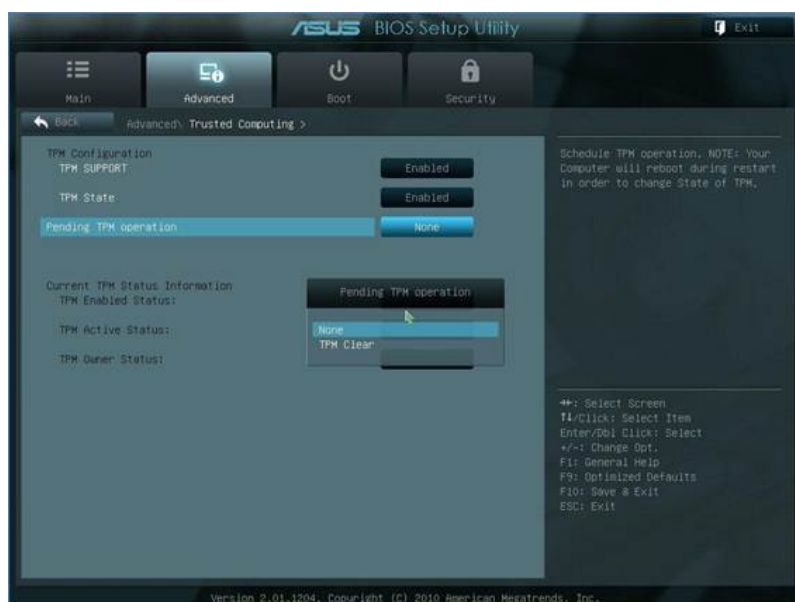 ASUS BIOS Setup Utility
Exit
Main
Advanced
Boot
Security
Back
Advanced\ Trusted Computing >
TPM Configuration
TPM SUPPORT
Enabled
TPM State
Enabled
Pending TPM operation
None
Current TPM Status Information
TPM Enabled Status:
TPM Active Status:
TPM Owner Status:
Pending TPM operation
None
TPM Clear
Schedule TPM operation. NOTE: Your
Computer will reboot during restart
in order to change State of TPM.
→←: Select Screen
↑↓/Click: Select Item
Enter/Dbl Click: Select
+/-: Change Opt.
F1: General Help
F9: Optimized Defaults
F10: Save & Exit
ESC: Exit
Version 2.01.1204. Copyright (C) 2010 American Megatrends, Inc.